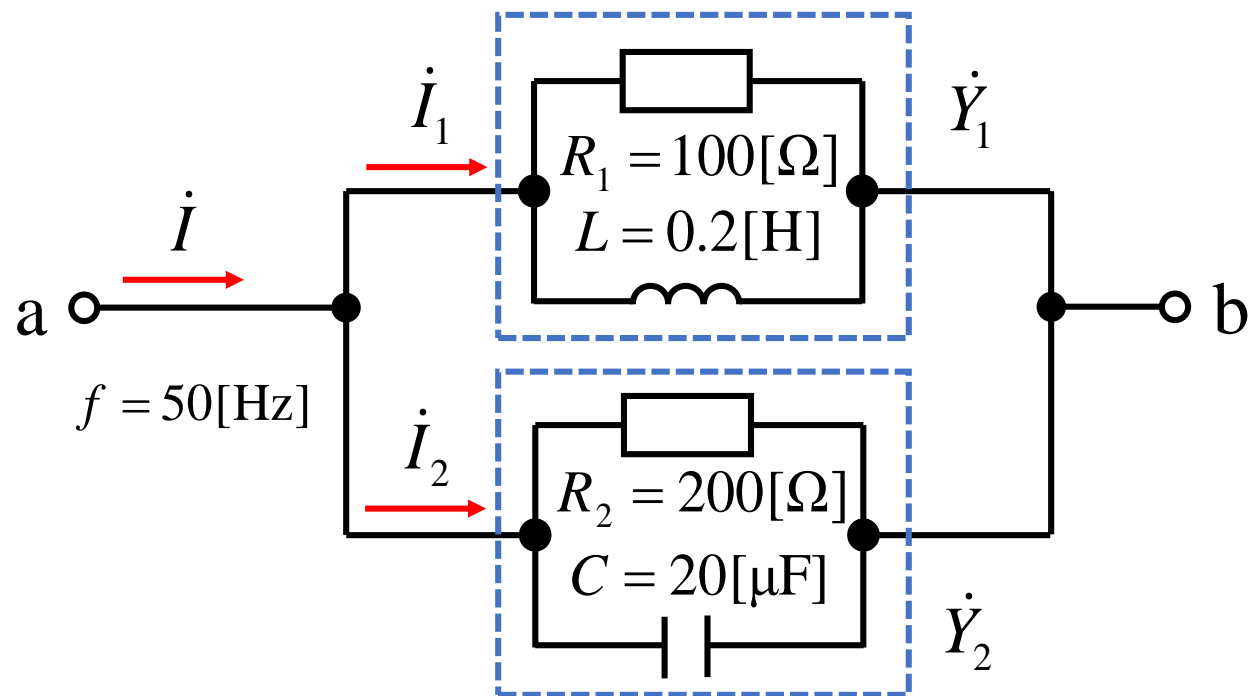 İ₁
Ẏ₁
R₁ = 100[Ω]
L = 0.2[H]
İ
a
b
f = 50[Hz]
İ₂
R₂ = 200[Ω]
C = 20[μF]
Ẏ₂